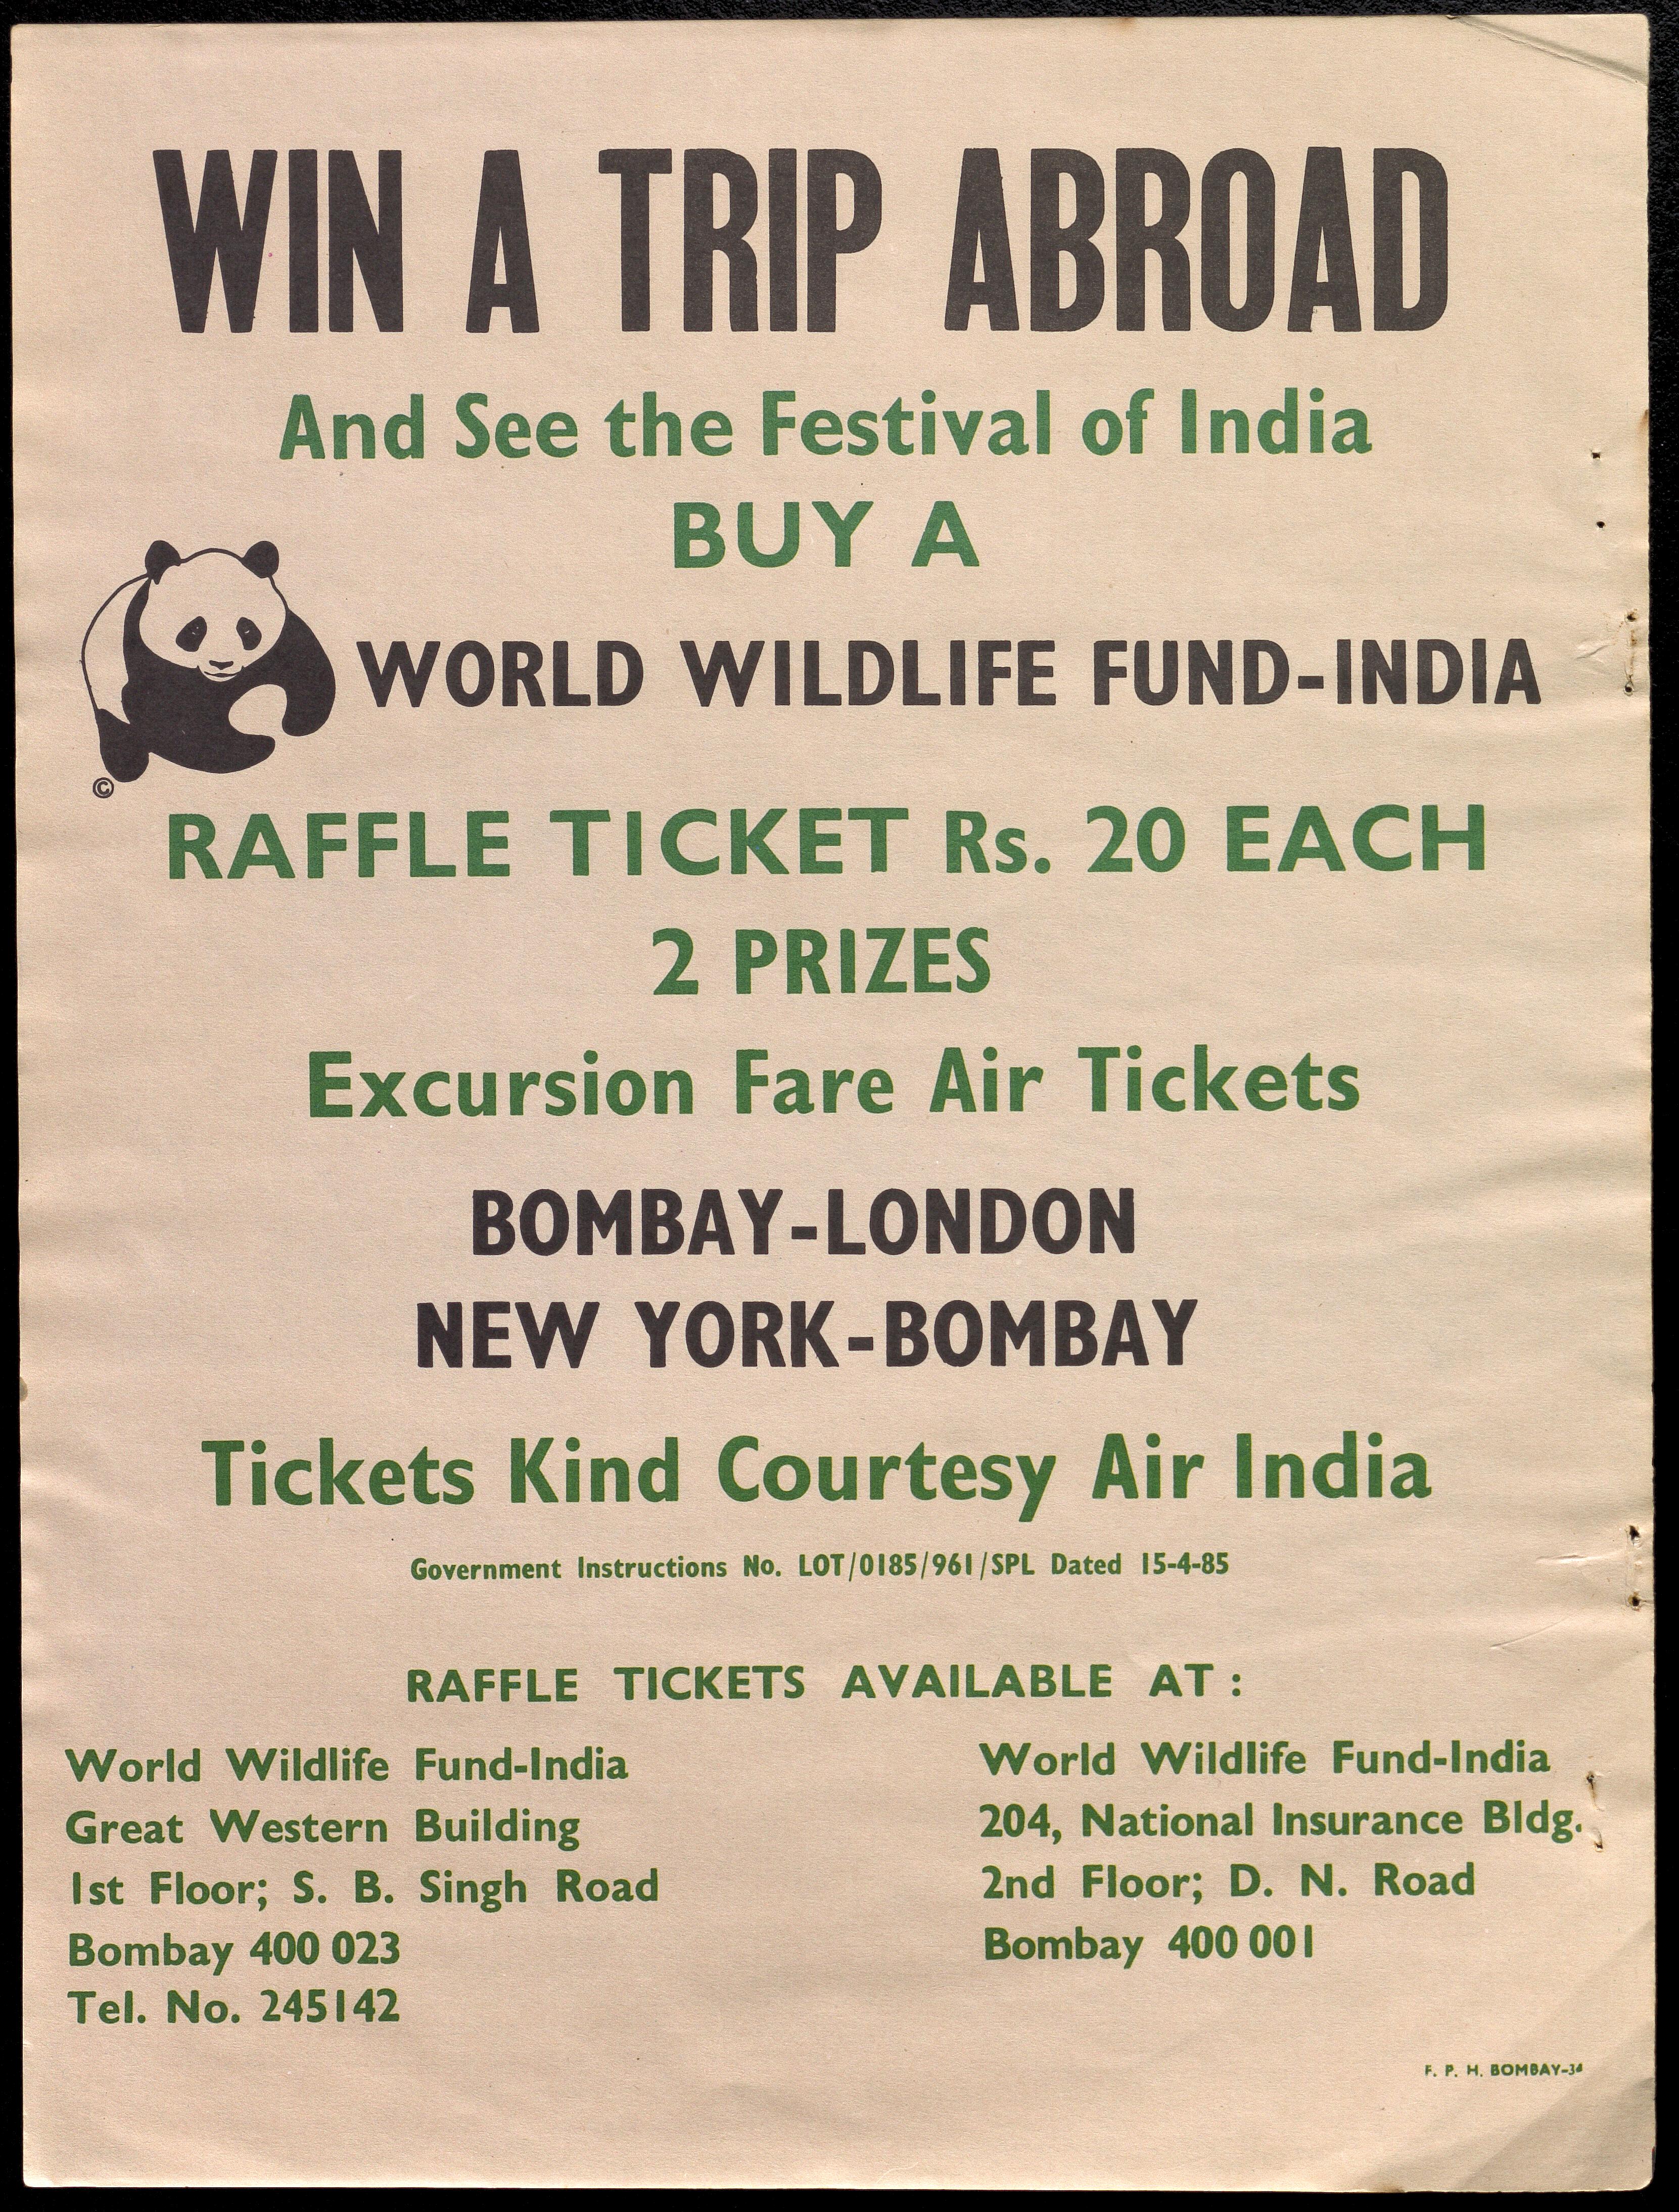 WIN A TRIP ABROAD
And See the Festival of India
BUY A
WORLD WILDLIFE FUND-INDIA
©
RAFFLE TICKET Rs. 20 EACH
2 PRIZES
Excursion Fare Air Tickets
BOMBAY-LONDON
NEW YORK-BOMBAY
Tickets Kind Courtesy Air India
Government Instructions No. LOT/0185/961/SPL Dated 15-4-85
RAFFLE TICKETS AVAILABLE AT :
World Wildlife Fund-India
Great Western Building
1st Floor; S. B. Singh Road
Bombay 400 023
Tel. No. 245142
World Wildlife Fund-India
204, National Insurance Bldg.
2nd Floor; D. N. Road
Bombay 400 001
F. P. H.